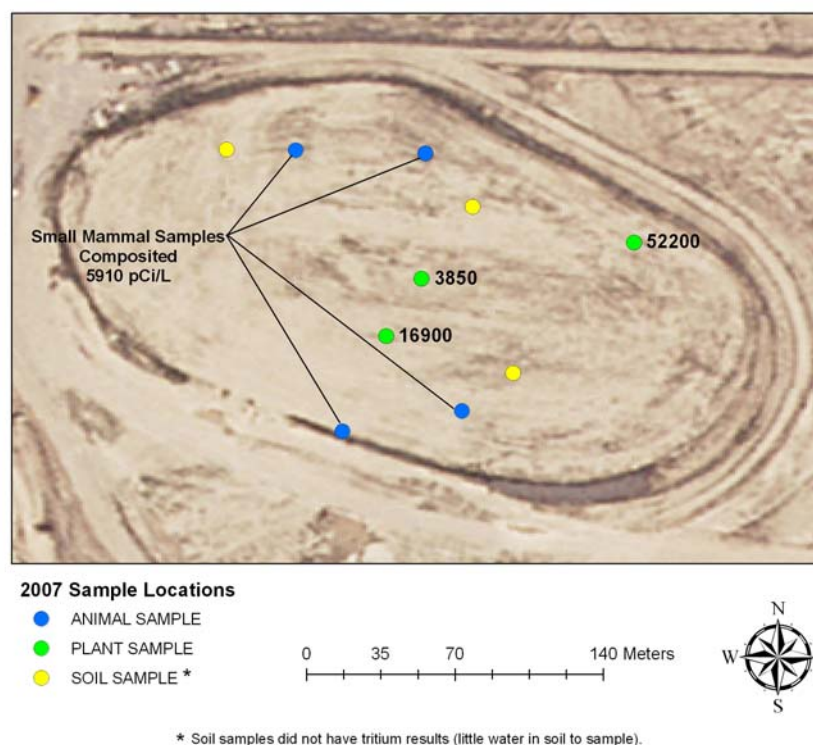 52200
Small Mammal Samples
Composited
5910 pCi/L
3850
16900
2007 Sample Locations
ANIMAL SAMPLE
PLANT SAMPLE
SOIL SAMPLE *
0 35 70 140 Meters
N
W E
S
* Soil samples did not have tritium results (little water in soil to sample).